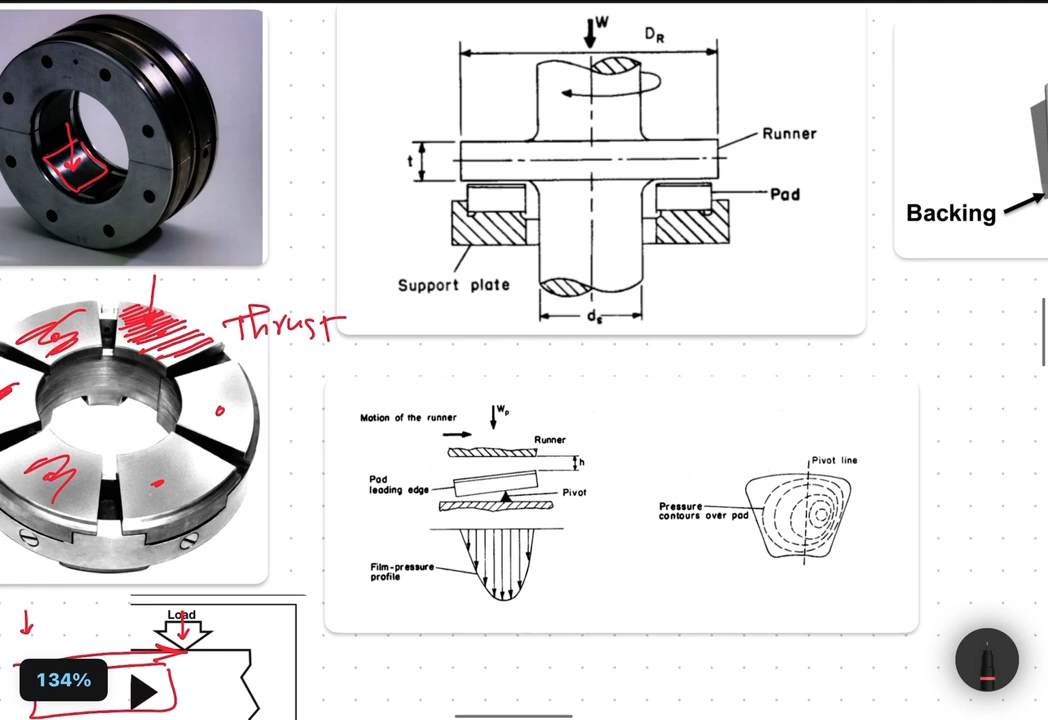 W
D_R
Runner
t
Pad
Support plate
d_s
Backing
Thrust
Motion of the runner
W_p
Runner
h
Pad
leading edge
Pivot
Film-pressure
profile
Pivot line
Pressure
contours over pad
Load
134%